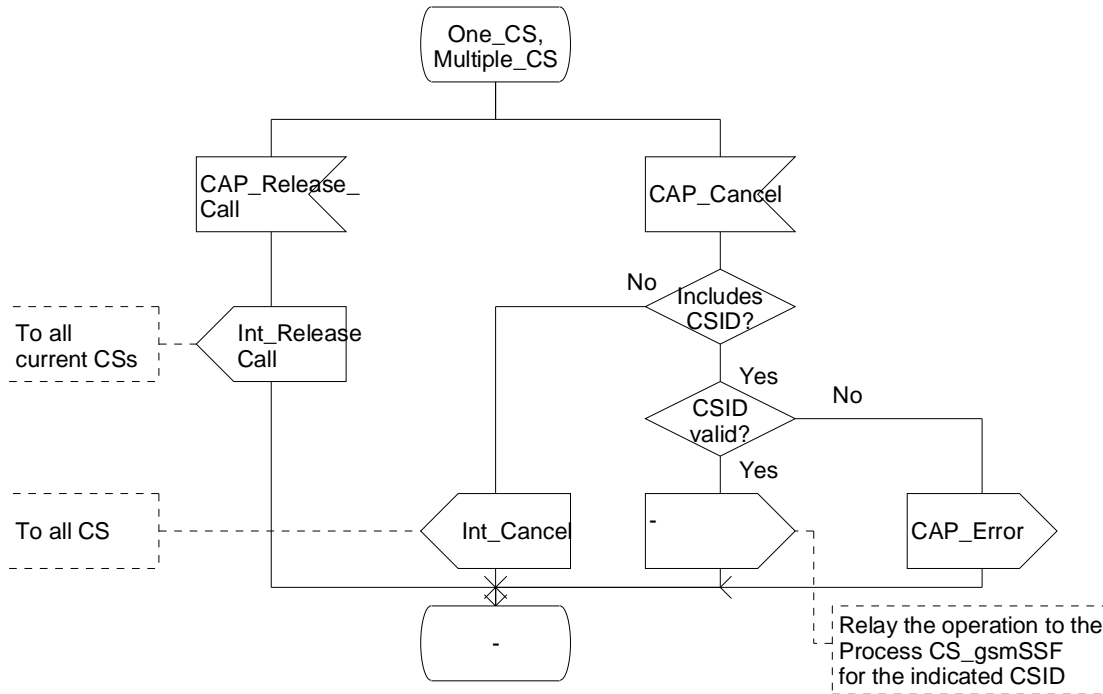 One_CS,
Multiple_CS
CAP_Release_
Call
CAP_Cancel
No
Includes
CSID?
To all
current CSs
Int_Release
Call
Yes
No
CSID
valid?
Yes
To all CS
Int_Cancel
-
CAP_Error
-
Relay the operation to the
Process CS_gsmSSF
for the indicated CSID